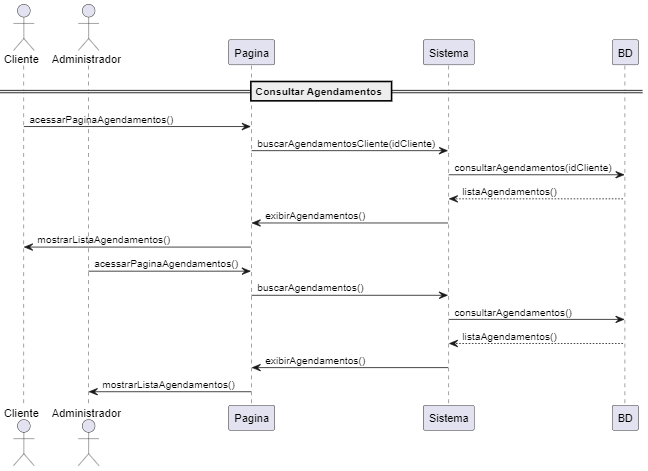 Cliente
Administrador
Pagina
Sistema
BD
Consultar Agendamentos
acessarPaginaAgendamentos()
buscarAgendamentosCliente(idCliente)
consultarAgendamentos(idCliente)
listaAgendamentos()
exibirAgendamentos()
mostrarListaAgendamentos()
acessarPaginaAgendamentos()
buscarAgendamentos()
consultarAgendamentos()
listaAgendamentos()
exibirAgendamentos()
mostrarListaAgendamentos()
Cliente
Administrador
Pagina
Sistema
BD